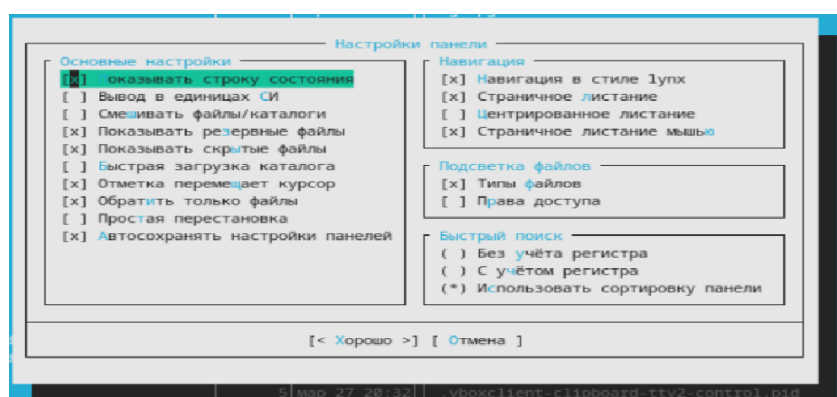 Настройки панели
Основные настройки
[x] оказывать строку состояния
[ ] Вывод в единицах СИ
[ ] Смешивать файлы/каталоги
[x] Показывать резервные файлы
[x] Показывать скрытые файлы
[ ] Быстрая загрузка каталога
[x] Отметка перемещает курсор
[x] Обратить только файлы
[ ] Простая перестановка
[x] Автосохранять настройки панелей
Навигация
[x] Навигация в стиле lynx
[x] Страничное листание
[ ] Центрированное листание
[x] Страничное листание мышью
Подсветка файлов
[x] Типы файлов
[ ] Права доступа
Быстрый поиск
( ) Без учёта регистра
( ) С учётом регистра
(*) Использовать сортировку панели
[< Хорошо >] [ Отмена ]
5 мар 27 20:32 .vboxclient-clipboard-tty2-control.pid